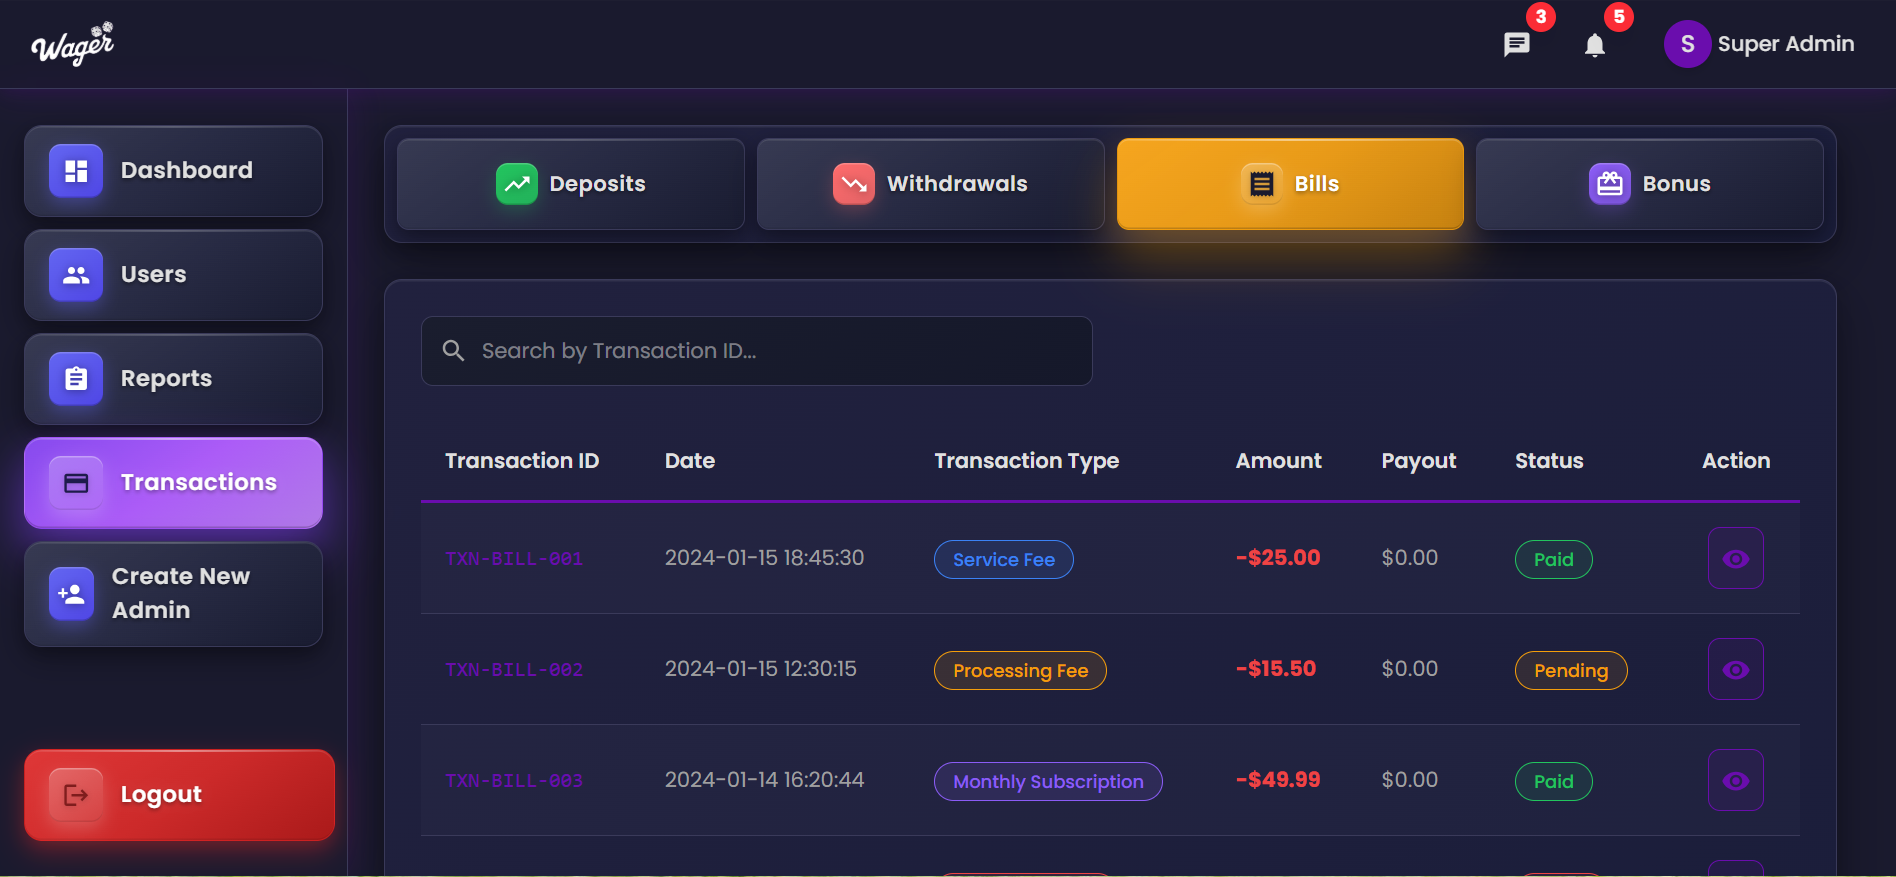 Wager
3
5
S Super Admin
Dashboard
Users
Reports
Transactions
Create New
Admin
Logout
Deposits Withdrawals Bills Bonus
Search by Transaction ID...
Transaction ID Date Transaction Type Amount Payout Status Action
TXN-BILL-001 2024-01-15 18:45:30 Service Fee -$25.00 $0.00 Paid
TXN-BILL-002 2024-01-15 12:30:15 Processing Fee -$15.50 $0.00 Pending
TXN-BILL-003 2024-01-14 16:20:44 Monthly Subscription -$49.99 $0.00 Paid